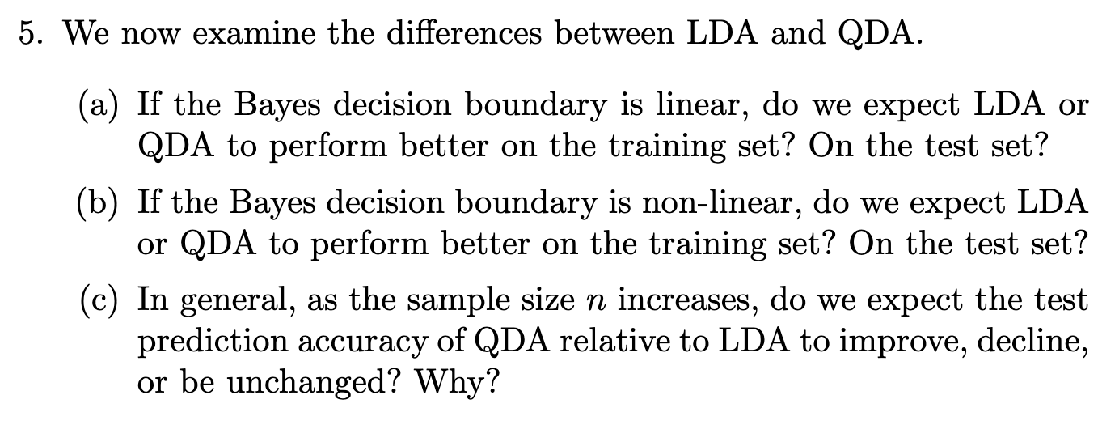 5. We now examine the differences between LDA and QDA.
(a) If the Bayes decision boundary is linear, do we expect LDA or
QDA to perform better on the training set? On the test set?
(b) If the Bayes decision boundary is non-linear, do we expect LDA
or QDA to perform better on the training set? On the test set?
(c) In general, as the sample size n increases, do we expect the test
prediction accuracy of QDA relative to LDA to improve, decline,
or be unchanged? Why?